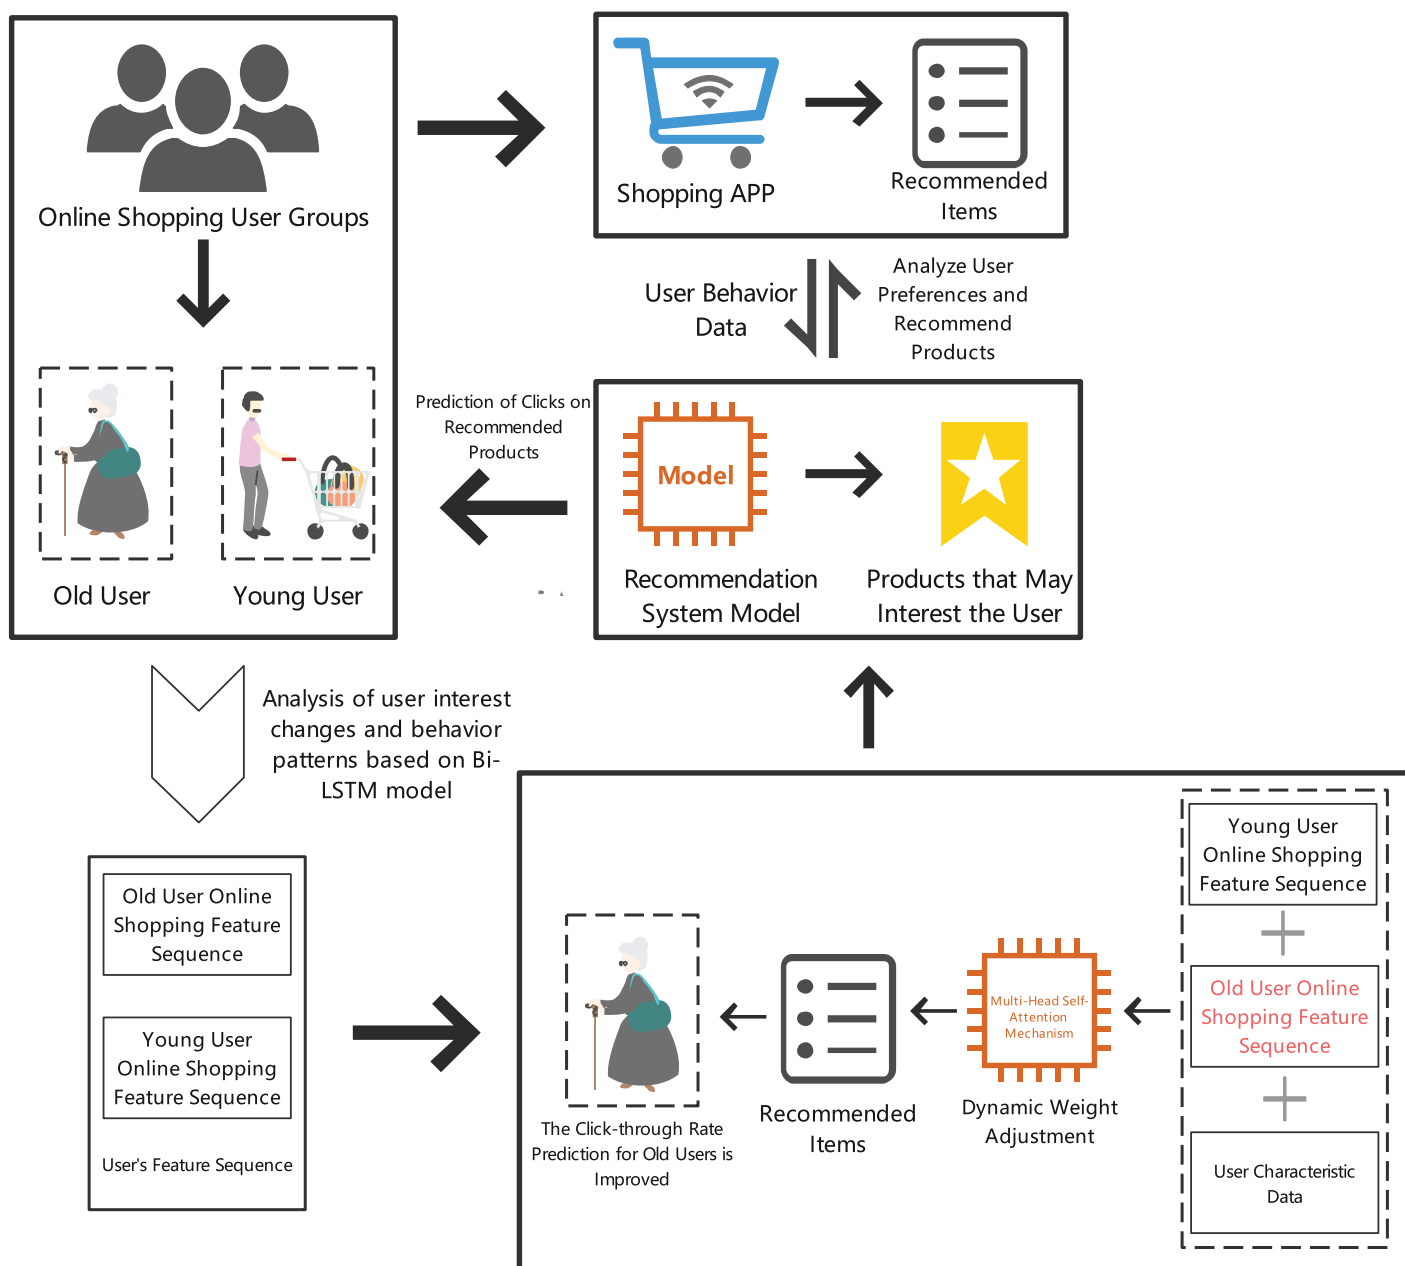 Online Shopping User Groups
Old User
Young User
Shopping APP
Recommended
Items
User Behavior
Data
Analyze User
Preferences and
Recommend
Products
Prediction of Clicks on
Recommended
Products
Model
Recommendation
System Model
Products that May
Interest the User
Analysis of user interest
changes and behavior
patterns based on Bi-
LSTM model
Old User Online
Shopping Feature
Sequence
Young User
Online Shopping
Feature Sequence
User's Feature Sequence
The Click-through Rate
Prediction for Old Users is
Improved
Recommended
Items
Multi-Head Self-
Attention
Mechanism
Dynamic Weight
Adjustment
Young User
Online Shopping
Feature Sequence
Old User Online
Shopping Feature
Sequence
User Characteristic
Data